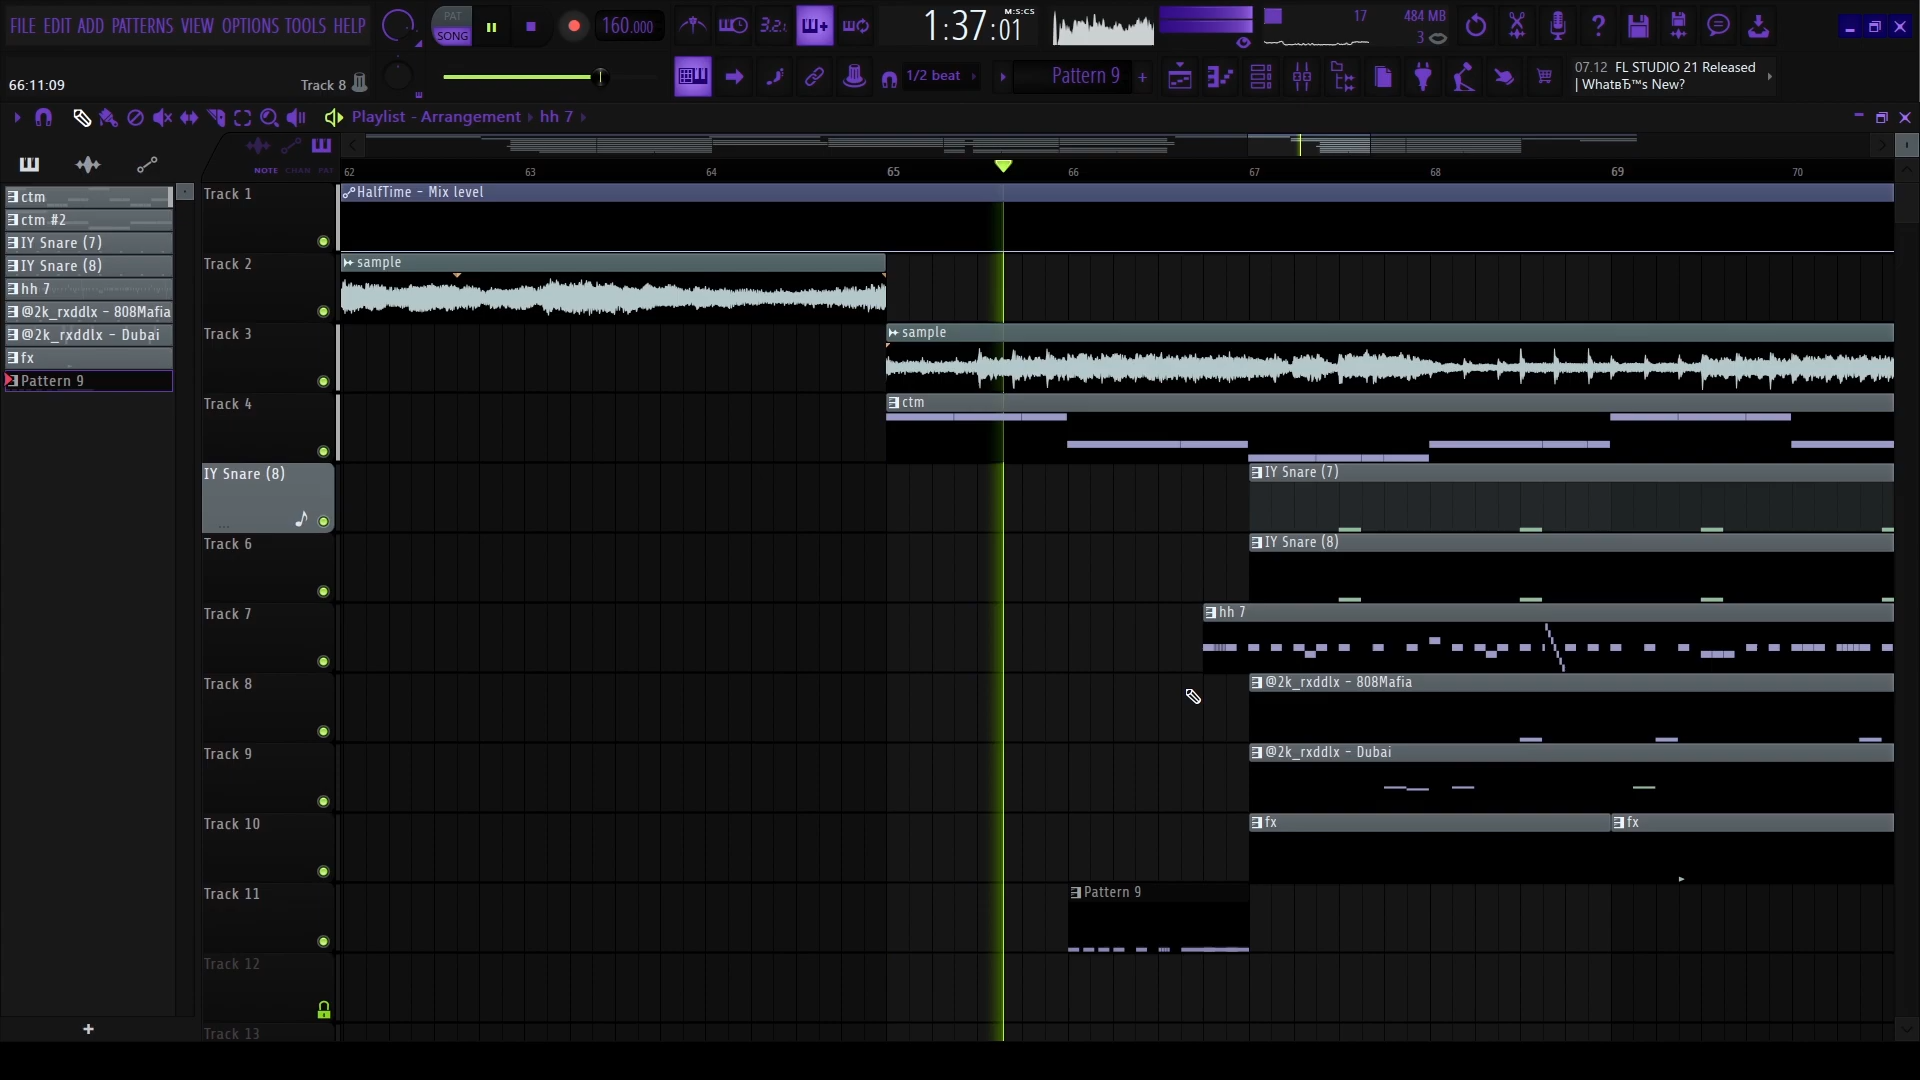 FILE EDIT ADD PATTERNS VIEW OPTIONS TOOLS HELP
PAT
SONG
160.000
3.2.
1:37:01
M:S:CS
17
484 MB
3
66:11:09
Track 8
1/2 beat
Pattern 9
+
07.12 FL STUDIO 21 Released
| WhatвЂ™s New?
Playlist - Arrangement
hh 7
NOTE CHAN PAT
62 63 64 65 66 67 68 69 70
ctm
ctm #2
IY Snare (7)
IY Snare (8)
hh 7
@2k_rxddlx - 808Mafia
@2k_rxddlx - Dubai
fx
Pattern 9
+
Track 1
HalfTime - Mix level
Track 2
sample
Track 3
sample
Track 4
ctm
IY Snare (8)
...
IY Snare (7)
Track 6
IY Snare (8)
Track 7
hh 7
Track 8
@2k_rxddlx - 808Mafia
Track 9
@2k_rxddlx - Dubai
Track 10
fx
fx
Track 11
Pattern 9
Track 12
Track 13